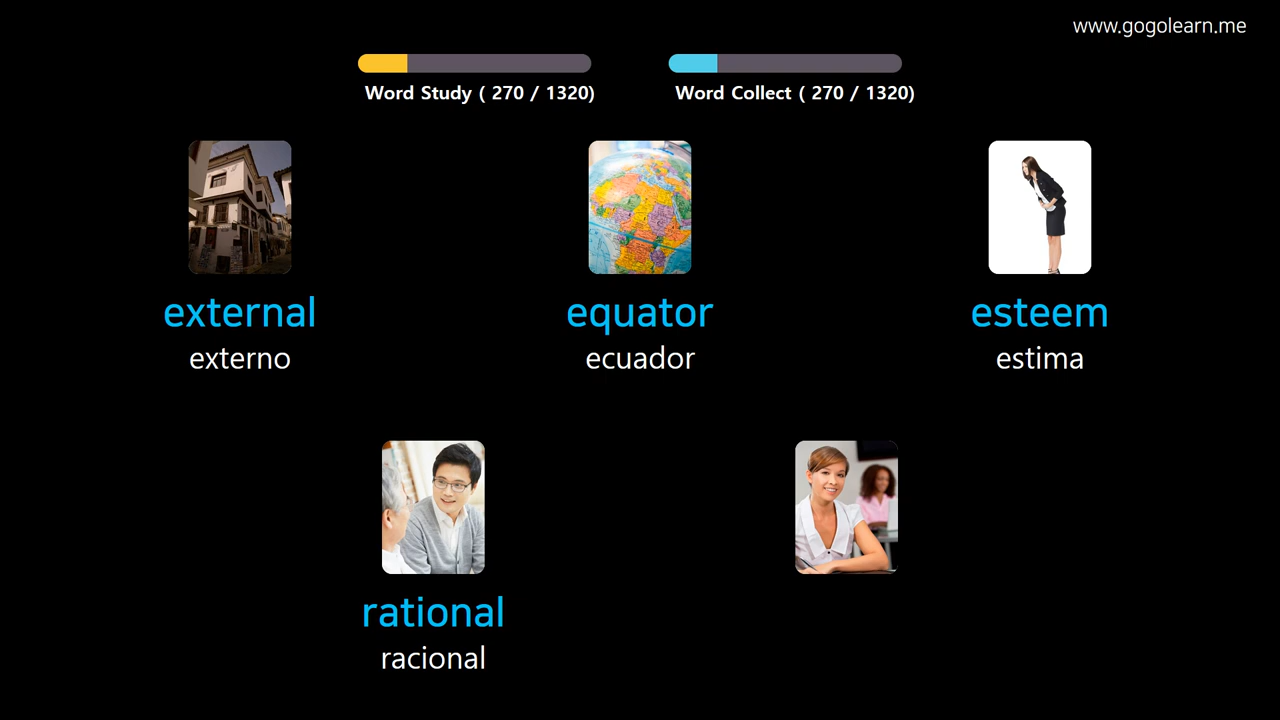 www.gogolearn.me
Word Study ( 270 / 1320)
Word Collect ( 270 / 1320)
external
externo
equator
ecuador
esteem
estima
rational
racional